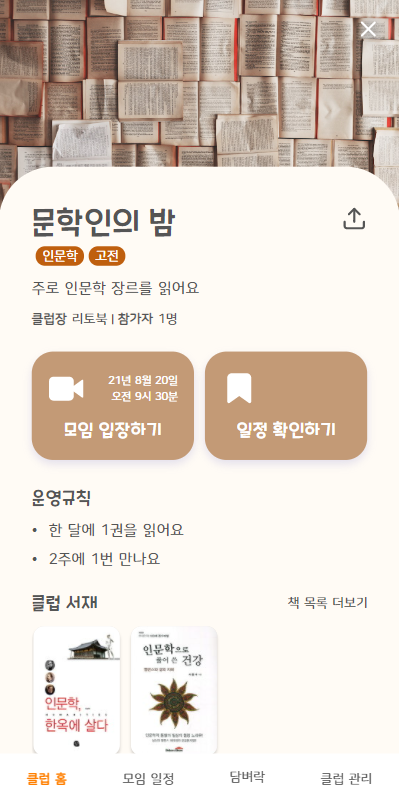 문학인의 밤
인문학 고전
주로 인문학 장르를 읽어요
클럽장 리토북 | 참가자 1명
21년 8월 20일
오전 9시 30분
모임 입장하기
일정 확인하기
운영규칙
• 한 달에 1권을 읽어요
• 2주에 1번 만나요
클럽 서재
책 목록 더보기
인문학,
한옥에 살다
인문학으로
풀어 쓴 건강
클럽 홈
모임 일정
담벼락
클럽 관리